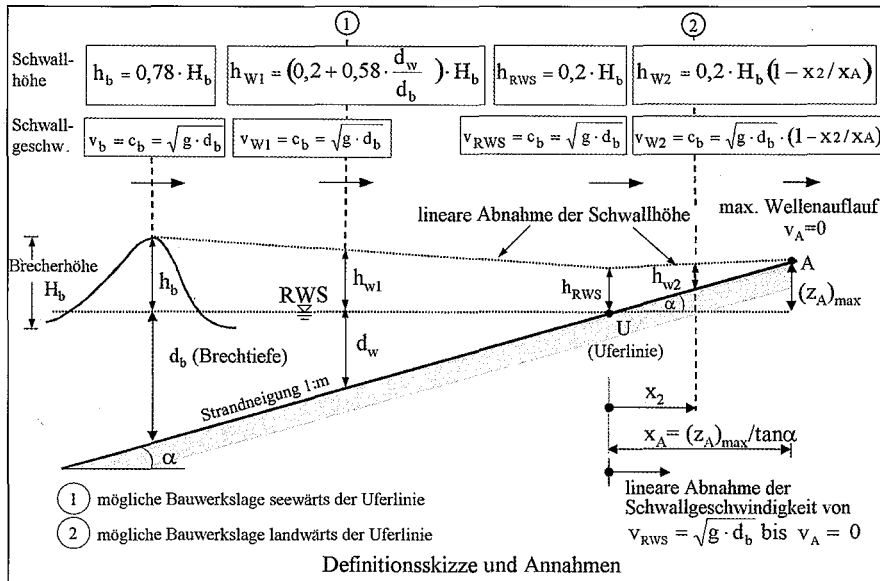 ① ②
Schwall-
höhe
h_b = 0,78 · H_b
h_W1 = (0,2 + 0,58 · d_w/d_b) · H_b
h_RWS = 0,2 · H_b
h_W2 = 0,2 · H_b (1 − x2/x_A)
Schwall-
geschw.
v_b = c_b = √(g · d_b)
v_W1 = c_b = √(g · d_b)
v_RWS = c_b = √(g · d_b)
v_W2 = c_b = √(g · d_b) · (1 − x2/x_A)
lineare Abnahme der Schwallhöhe
max. Wellenauflauf
v_A=0
Brecherhöhe
H_b
h_b
RWS
h_w1
h_RWS
h_w2
A
(z_A)max
α
U
(Uferlinie)
d_b (Brechtiefe)
d_w
Strandneigung 1:m
α
x_2
x_A = (z_A)max/tanα
lineare Abnahme der
Schwallgeschwindigkeit von
v_RWS = √(g · d_b) bis v_A = 0
① mögliche Bauwerkslage seewärts der Uferlinie
② mögliche Bauwerkslage landwärts der Uferlinie
Definitionsskizze und Annahmen